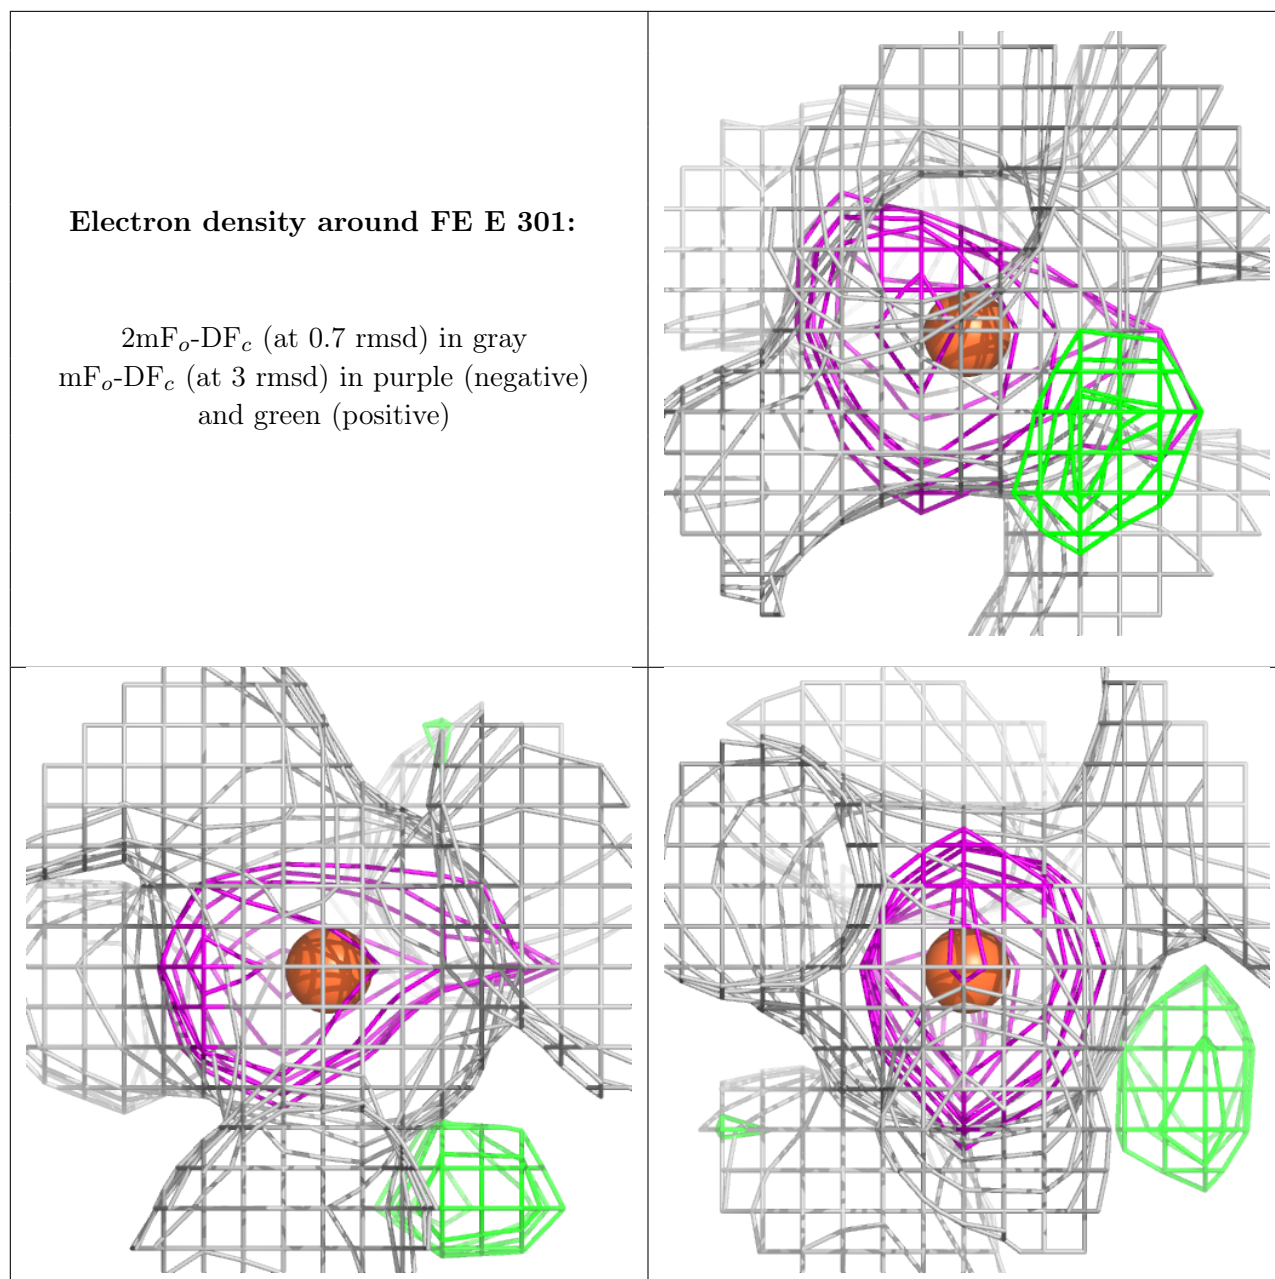 Electron density around FE E 301:
2mFo-DFc (at 0.7 rmsd) in gray
mFo-DFc (at 3 rmsd) in purple (negative)
and green (positive)